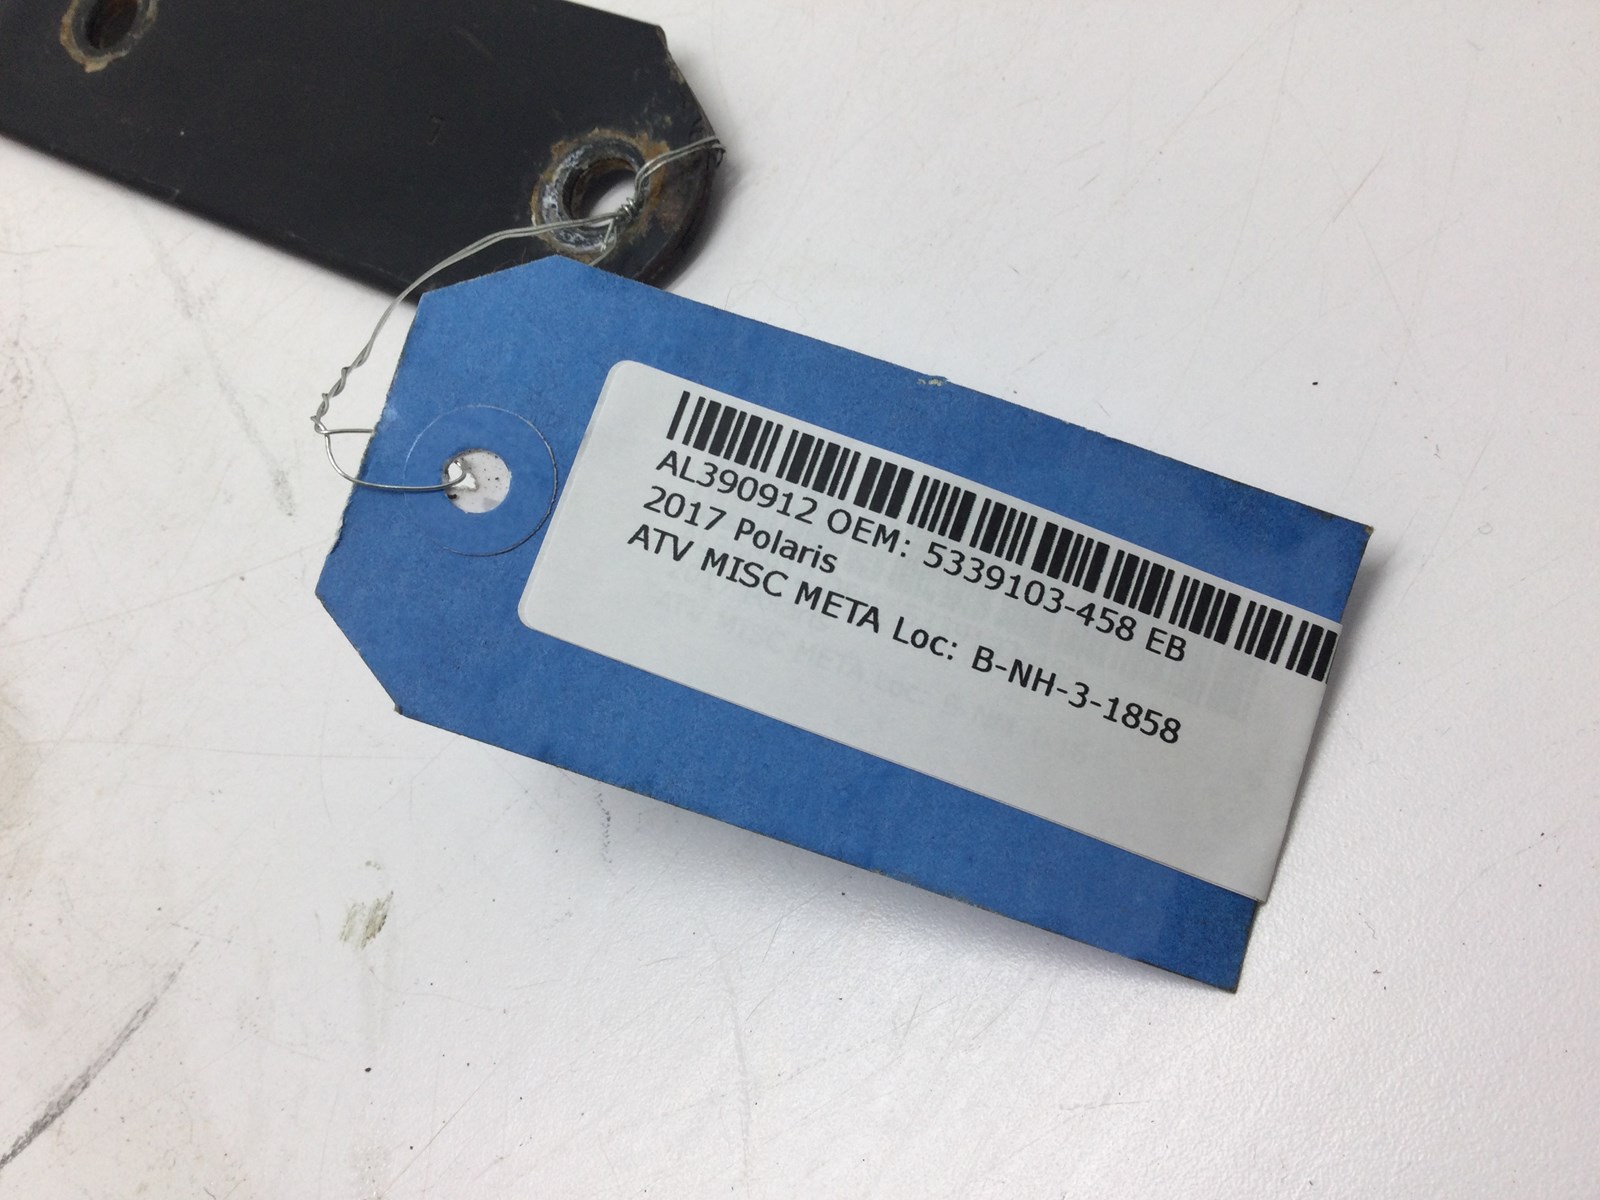 AL390912 OEM: 5339103-458 EB
2017 Polaris
ATV MISC META Loc: B-NH-3-1858